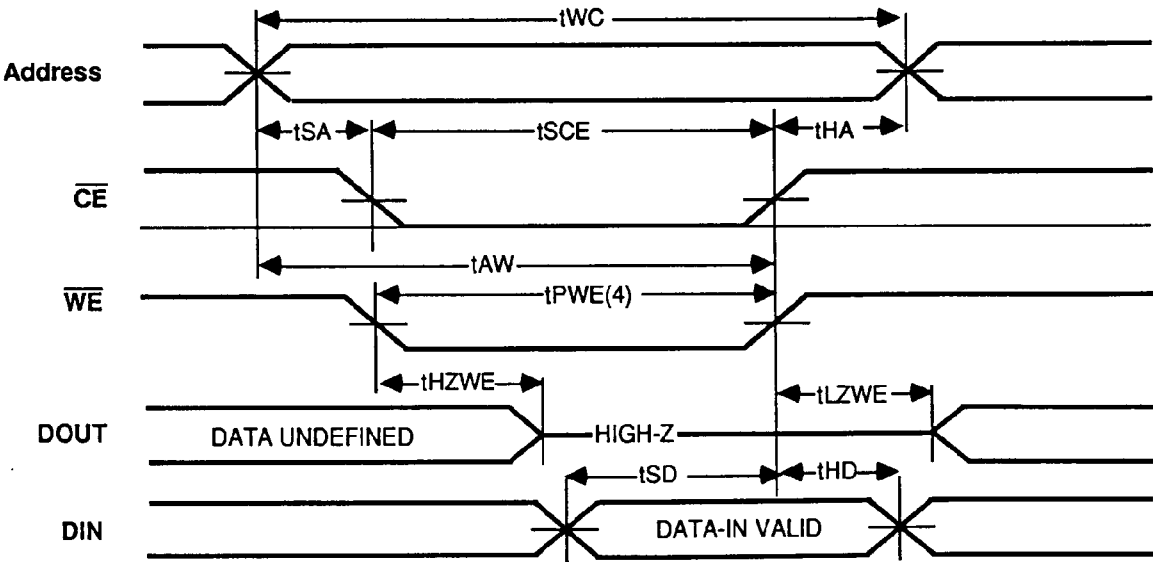 tWC
Address
tSA
tSCE
tHA
CE
tAW
WE
tPWE(4)
tHZWE
tLZWE
DOUT
DATA UNDEFINED
HIGH-Z
tSD
tHD
DIN
DATA-IN VALID